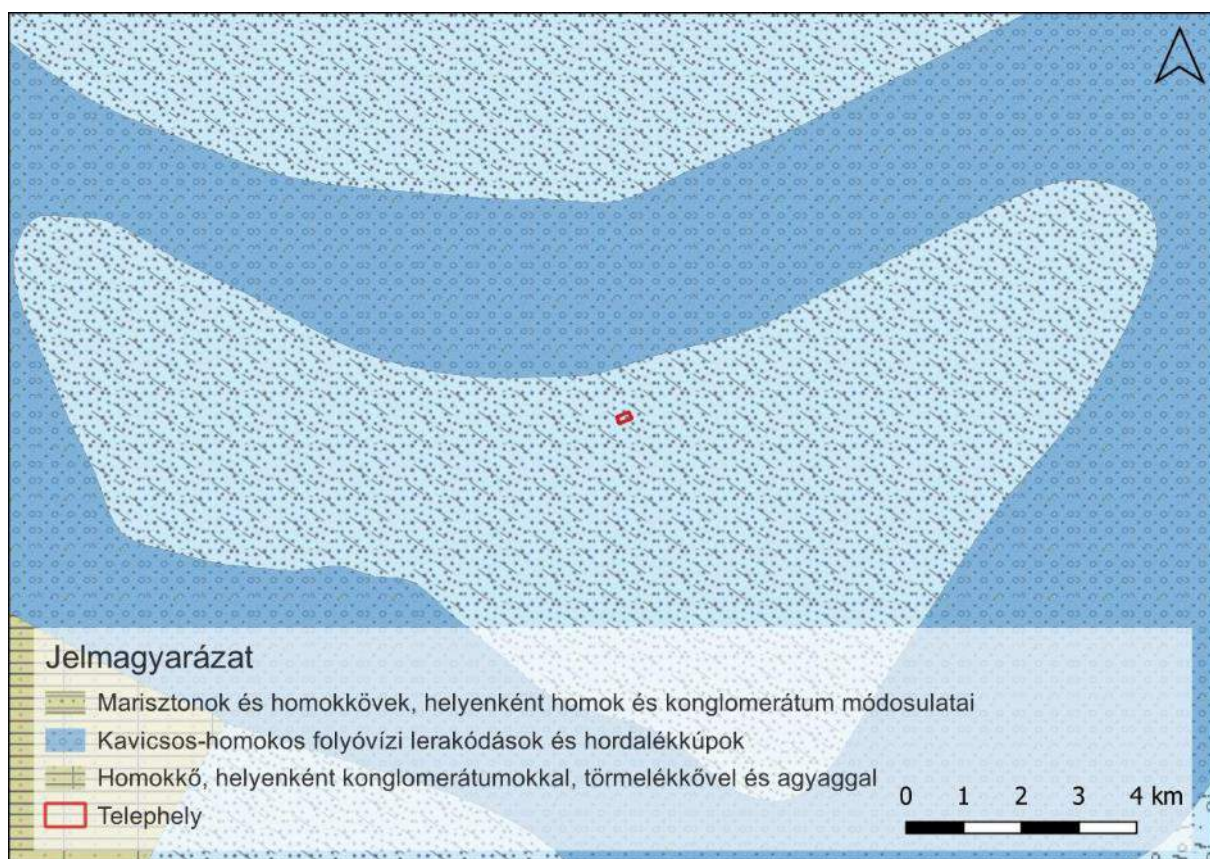 Jelmagyarázat
Marisztonok és homokkövek, helyenként homok és konglomerátum módosulatai
Kavicsos-homokos folyóvízi lerakódások és hordalékkúpok
Homokkő, helyenként konglomerátumokkal, törmelékkővel és agyaggal
Telephely
0 1 2 3 4 km